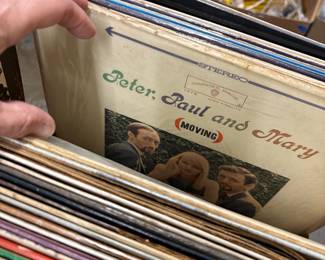 STEREO
Peter, Paul and Mary
(MOVING)